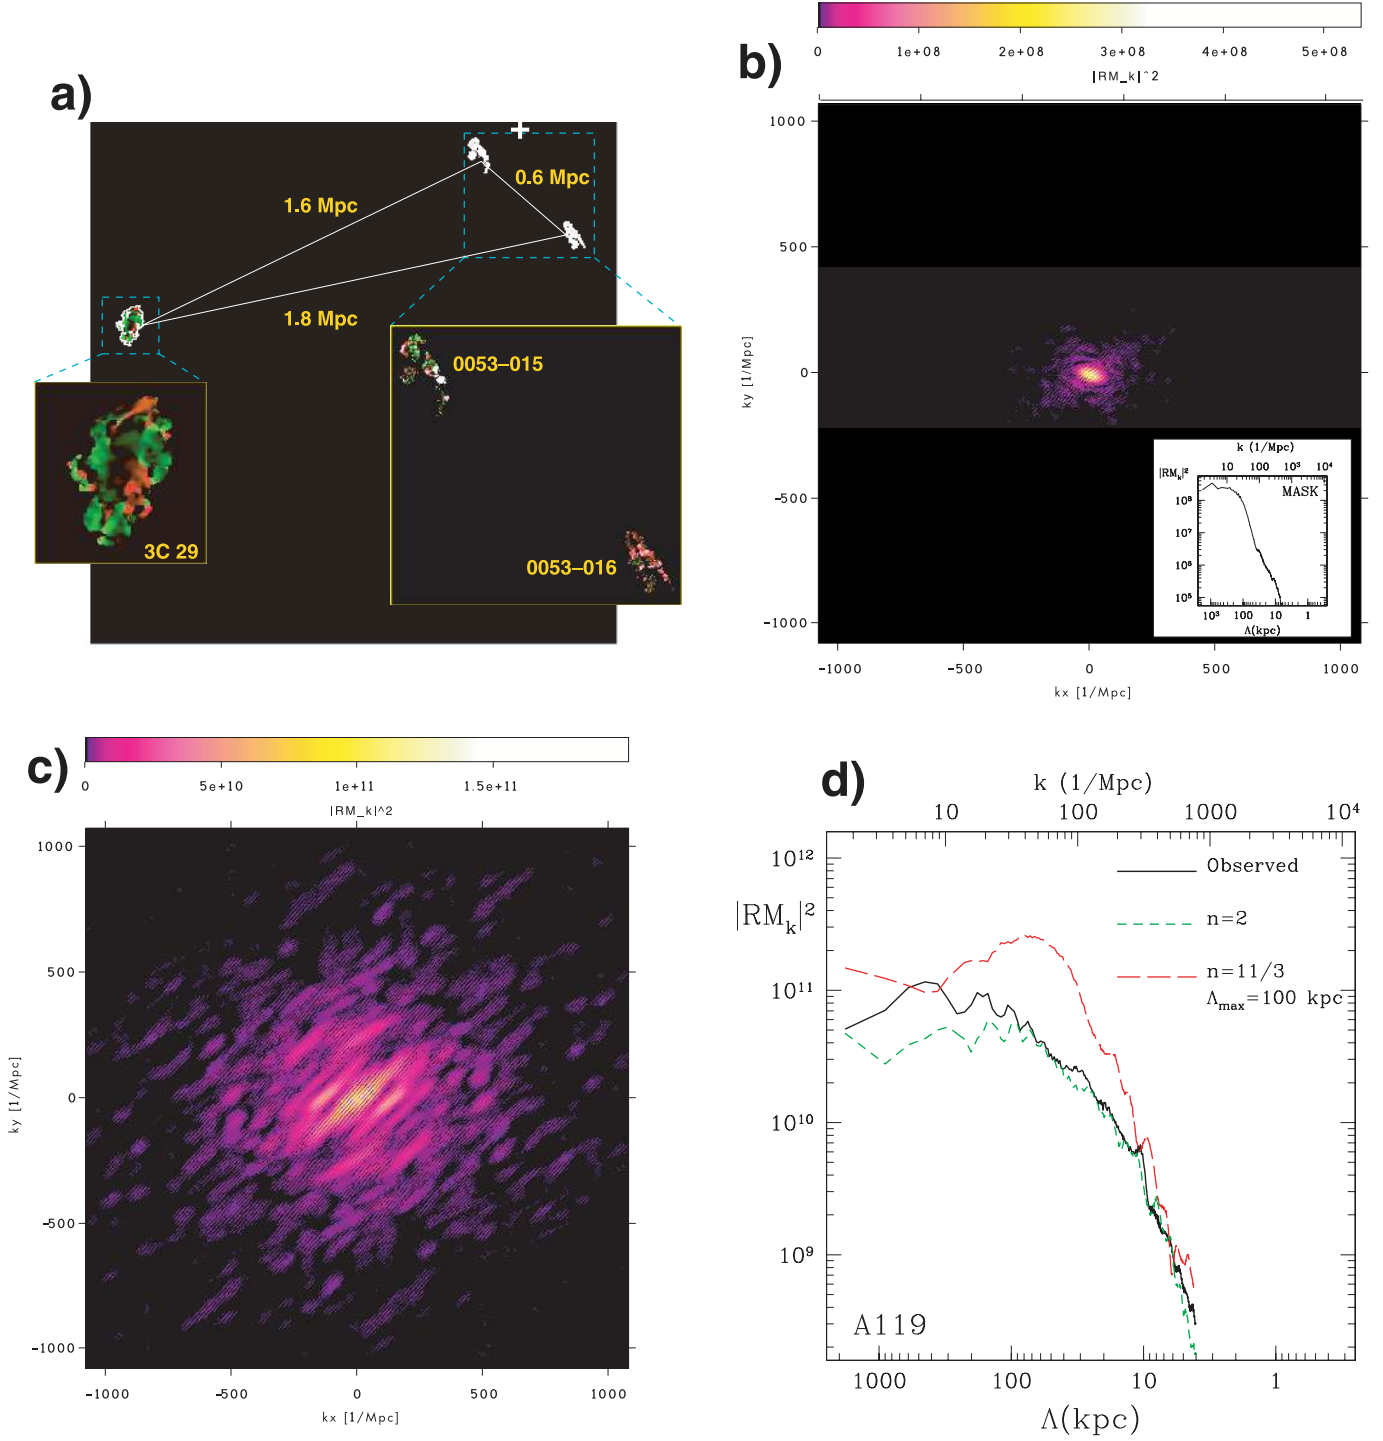 a)
1.6 Mpc
0.6 Mpc
1.8 Mpc
0053–015
0053–016
3C 29
b)
0 1e+08 2e+08 3e+08 4e+08 5e+08
|RM_k|^2
1000
500
0
-500
-1000
ky [1/Mpc]
k (1/Mpc)
10 100 10³ 10⁴
|RMₖ|²
MASK
10⁸
10⁷
10⁶
10⁵
10³ 100 10 1
Λ(kpc)
-1000 -500 0 500 1000
kx [1/Mpc]
c)
0 5e+10 1e+11 1.5e+11
|RM_k|^2
1000
500
0
-500
-1000
ky [1/Mpc]
-1000 -500 0 500 1000
kx [1/Mpc]
d)
k (1/Mpc)
10 100 1000 10⁴
10¹²
|RMₖ|²
10¹¹
10¹⁰
10⁹
Observed
n=2
n=11/3
Λmax=100 kpc
A119
1000 100 10 1
Λ(kpc)